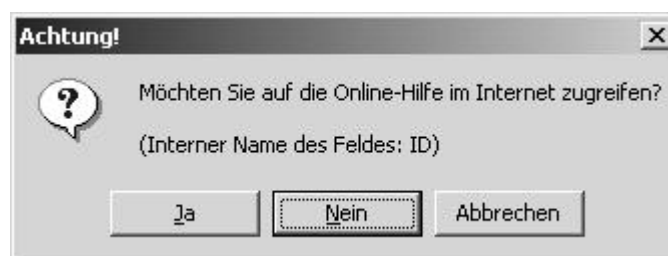 Achtung!
Möchten Sie auf die Online-Hilfe im Internet zugreifen?
(Interner Name des Feldes: ID)
Ja Nein Abbrechen